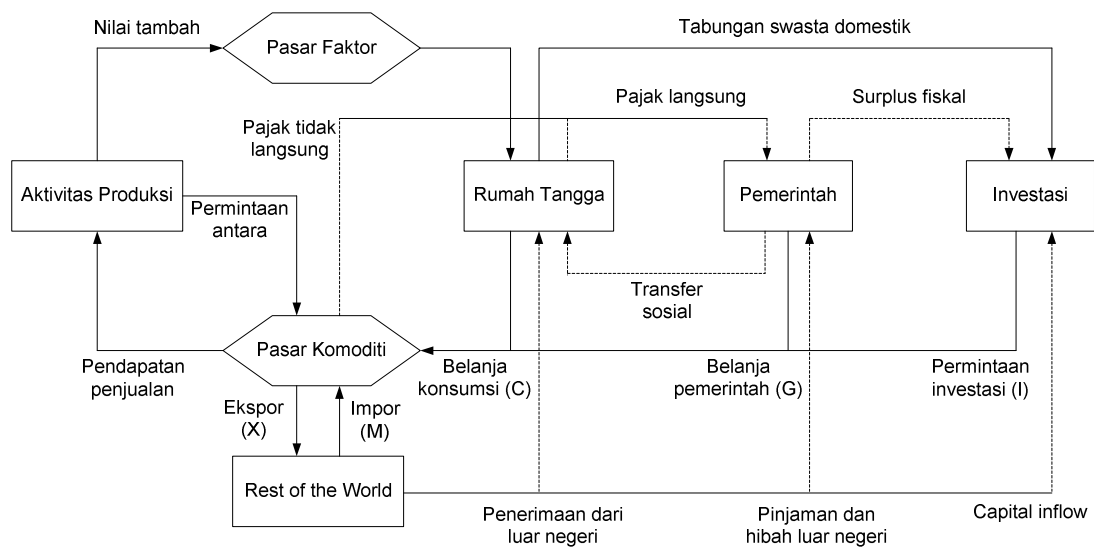 Nilai tambah
Pasar Faktor
Tabungan swasta domestik
Pajak tidak
langsung
Pajak langsung
Surplus fiskal
Aktivitas Produksi
Rumah Tangga
Pemerintah
Investasi
Permintaan
antara
Transfer
sosial
Pasar Komoditi
Pendapatan
penjualan
Belanja
konsumsi (C)
Belanja
pemerintah (G)
Permintaan
investasi (I)
Ekspor
(X)
Impor
(M)
Rest of the World
Penerimaan dari
luar negeri
Pinjaman dan
hibah luar negeri
Capital inflow